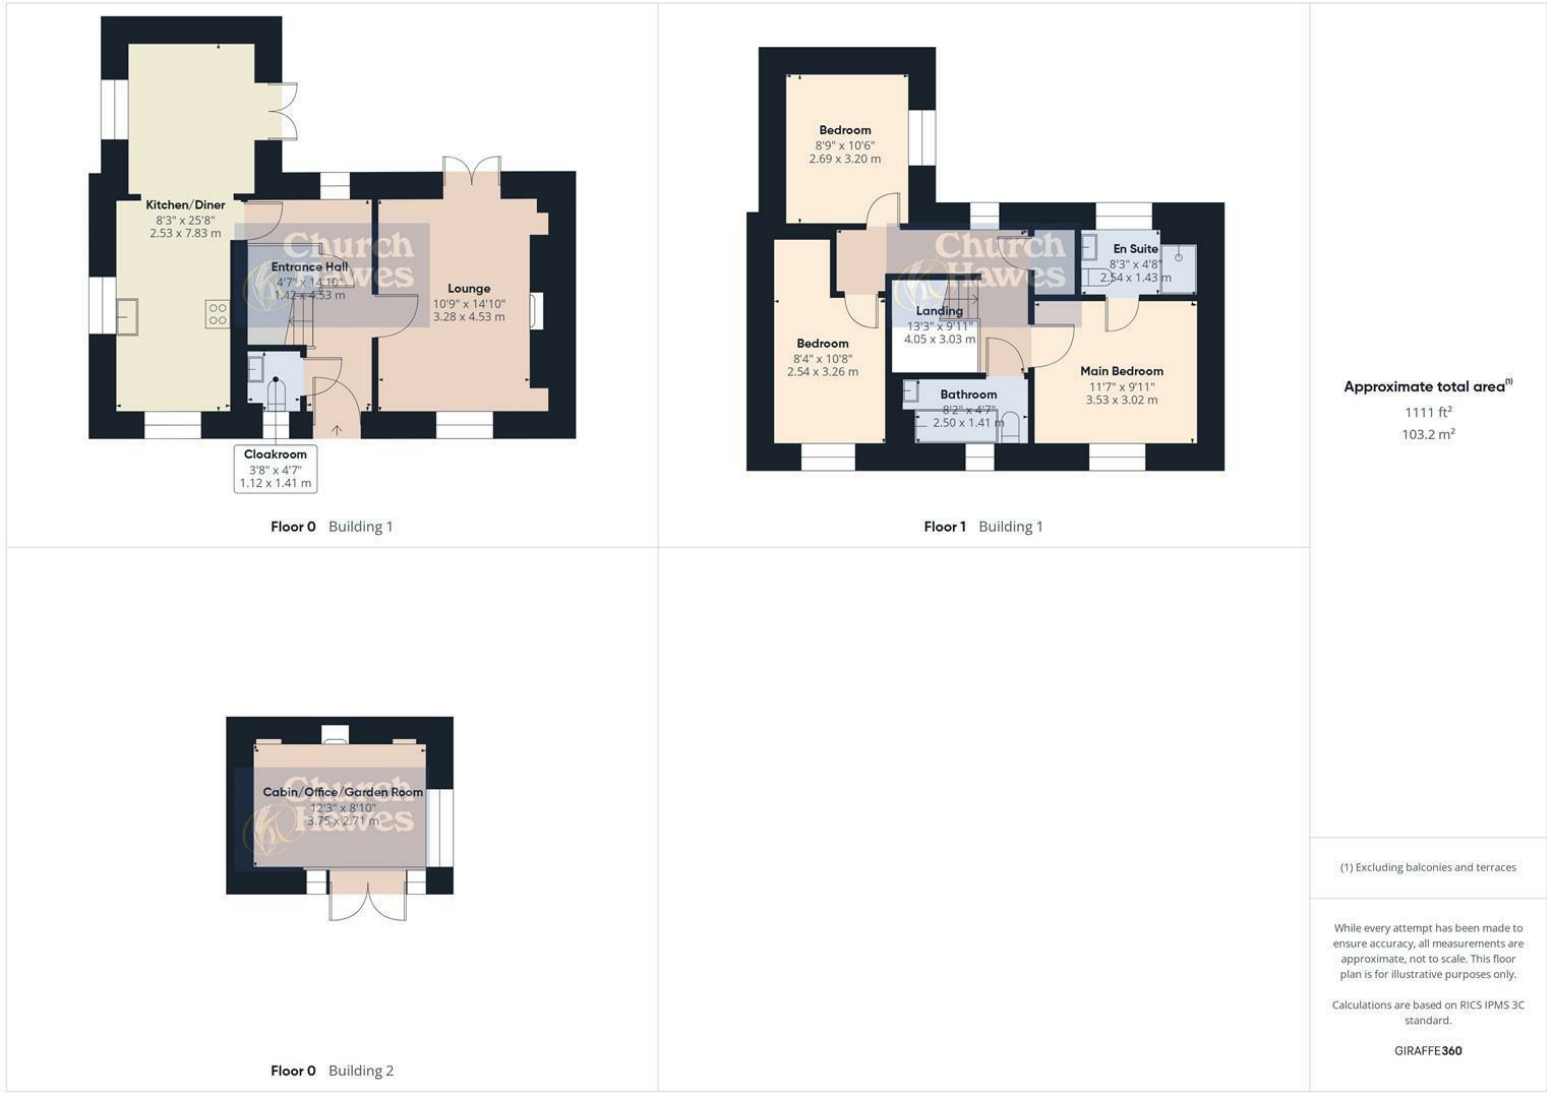 Kitchen/Diner
8'3" x 25'8"
2.53 x 7.83 m
Church
Hawes
Entrance Hall
4'7" x 14'10"
1.42 x 4.53 m
Lounge
10'9" x 14'10"
3.28 x 4.53 m
Cloakroom
3'8" x 4'7"
1.12 x 1.41 m
Floor 0 Building 1
Bedroom
8'9" x 10'6"
2.69 x 3.20 m
Church
Hawes
En Suite
8'3" x 4'8"
2.54 x 1.43 m
Landing
13'3" x 9'11"
4.05 x 3.03 m
Bedroom
8'4" x 10'8"
2.54 x 3.26 m
Main Bedroom
11'7" x 9'11"
3.53 x 3.02 m
Bathroom
8'2" x 4'7"
2.50 x 1.41 m
Floor 1 Building 1
Church
Hawes
Cabin/Office/Garden Room
12'3" x 8'10"
3.75 x 2.71 m
Floor 0 Building 2
Approximate total area(1)
1111 ft²
103.2 m²
(1) Excluding balconies and terraces
While every attempt has been made to
ensure accuracy, all measurements are
approximate, not to scale. This floor
plan is for illustrative purposes only.
Calculations are based on RICS IPMS 3C
standard.
GIRAFFE360